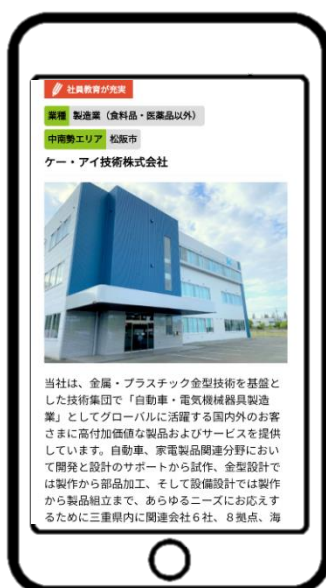 社員教育が充実
業種 製造業（食料品・医薬品以外）
中南勢エリア 松阪市
ケー・アイ技術株式会社
当社は、金属・プラスチック金型技術を基盤と
した技術集団で「自動車・電気機械器具製造
業」としてグローバルに活躍する国内外のお客
さまに高付加価値な製品およびサービスを提供
しています。自動車、家電製品関連分野におい
て開発と設計のサポートから試作、金型設計で
は製作から部品加工、そして設備設計では製作
から製品組立まで、あらゆるニーズにお応えす
るために三重県内に関連会社６社、８拠点、海